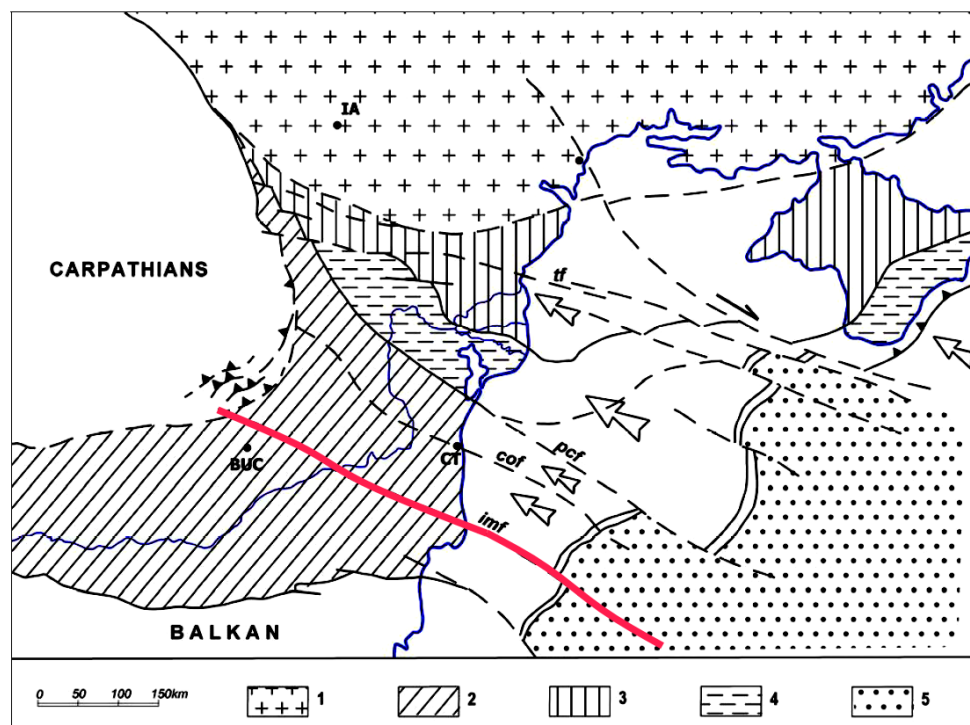 IA
CARPATHIANS
tf
BUC
CT
cof
pcf
imf
BALKAN
0 50 100 150km
1
2
3
4
5